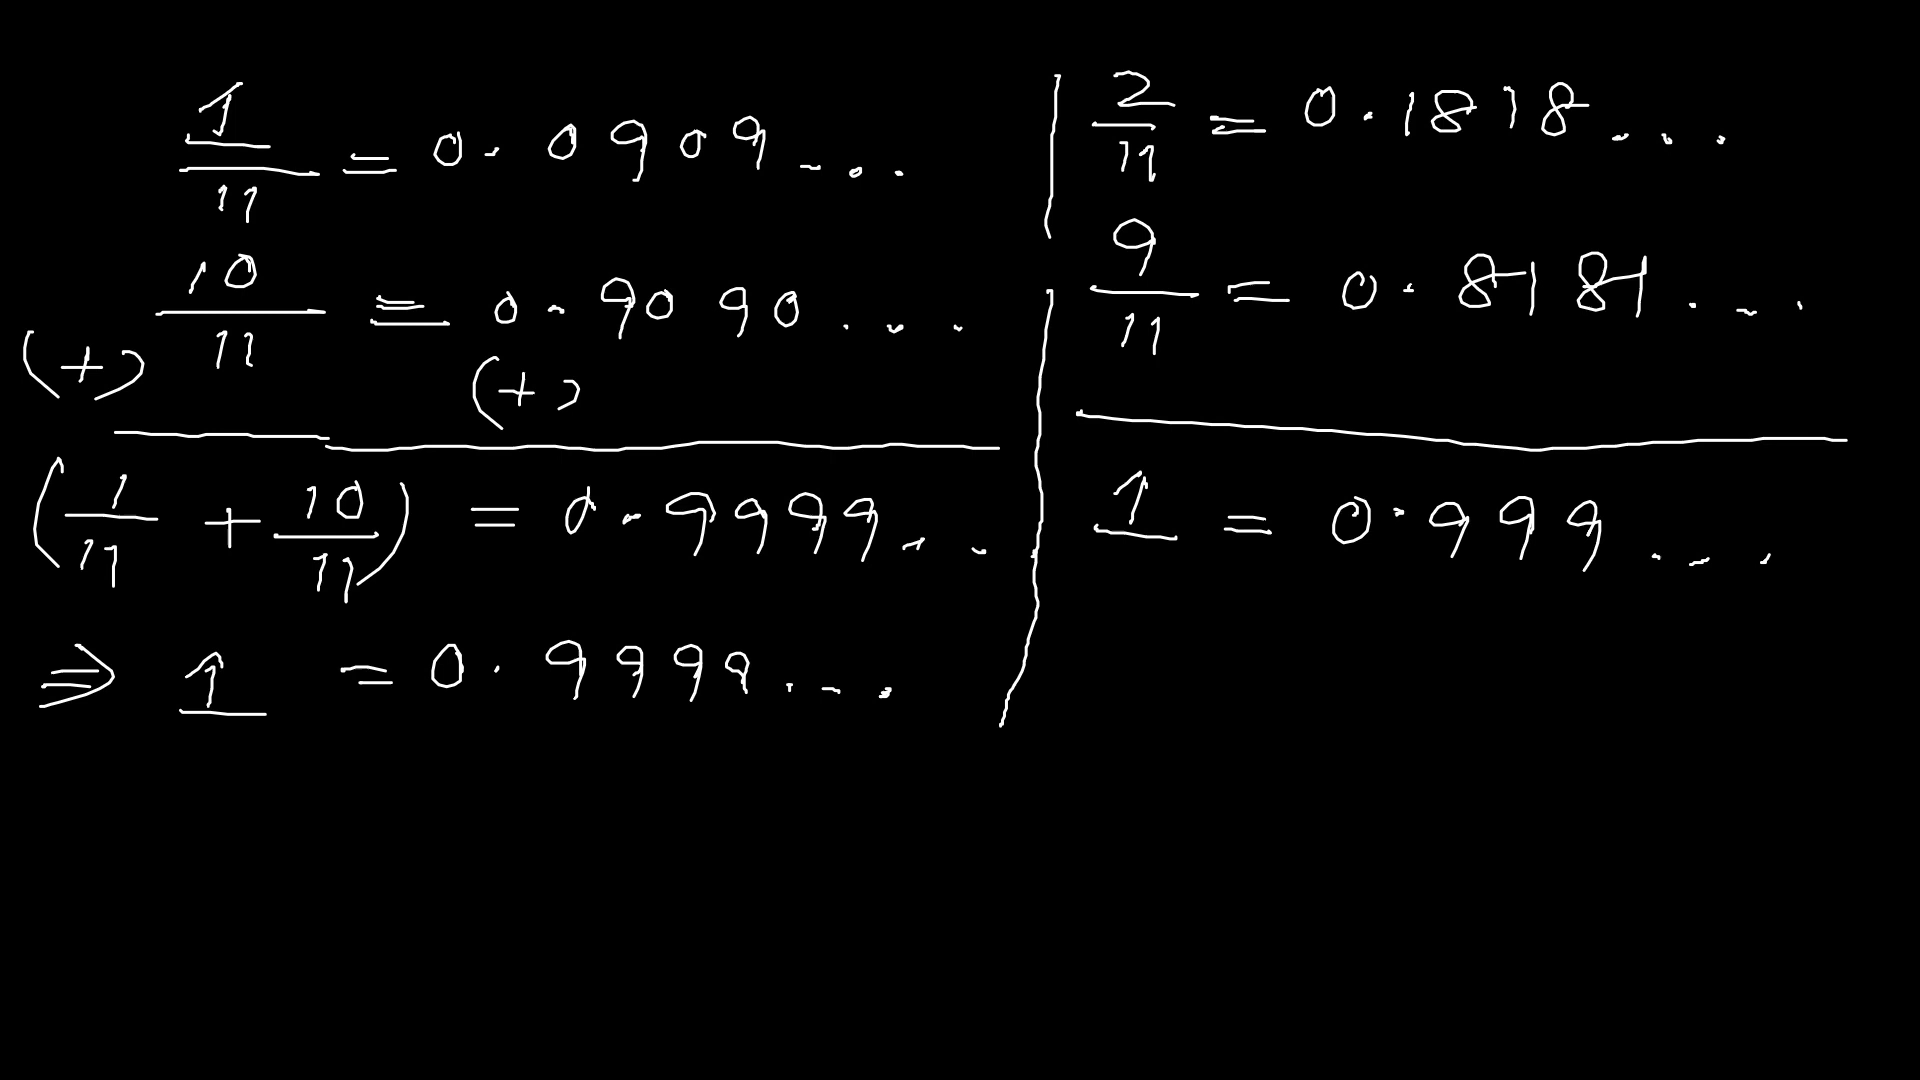 1/11 = 0.0909...
10/11 = 0.9090...
(+) (+)
(1/11 + 10/11) = 0.9999...
⇒ 1 = 0.9999...
2/11 = 0.1818...
9/11 = 0.8181...
1 = 0.999...